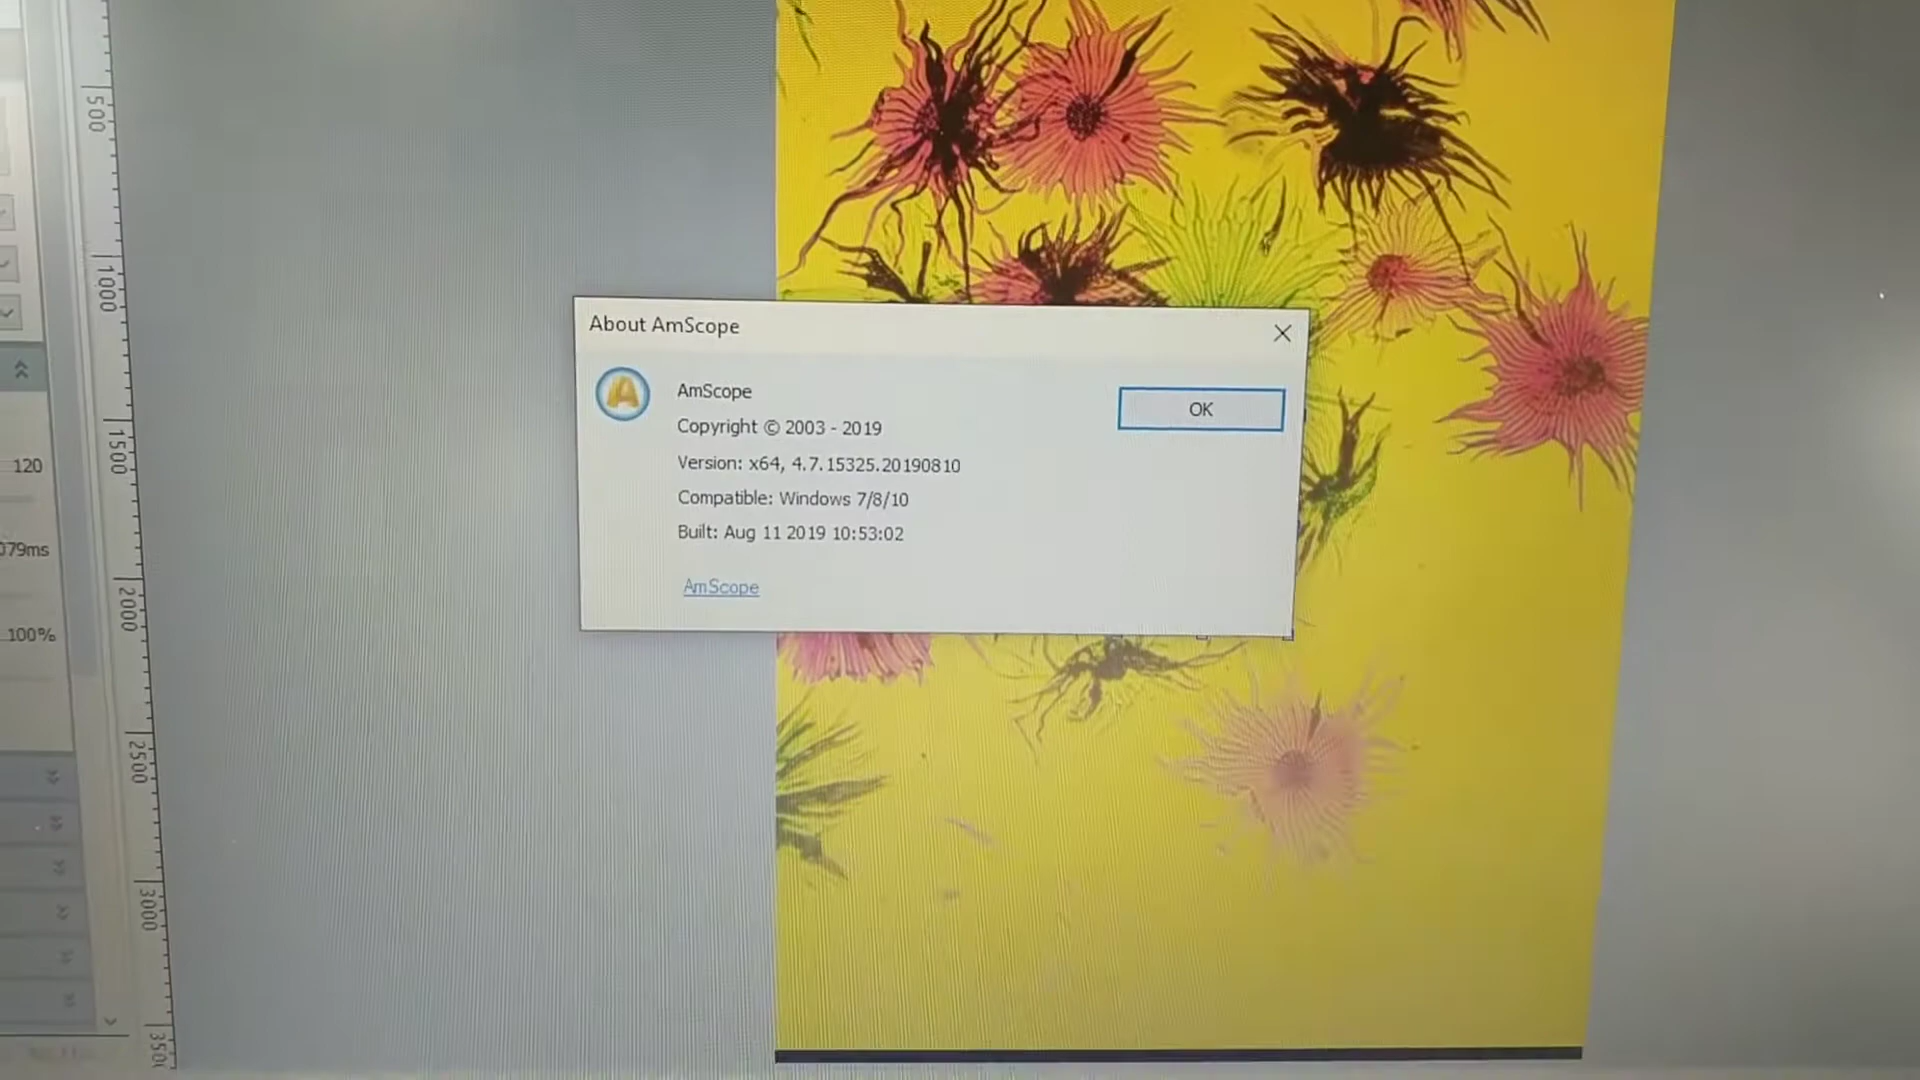 About AmScope
AmScope
Copyright © 2003 - 2019
Version: x64, 4.7.15325.20190810
Compatible: Windows 7/8/10
Built: Aug 11 2019 10:53:02
AmScope
OK
500
1000
1500
2000
2500
3000
120
079ms
100%